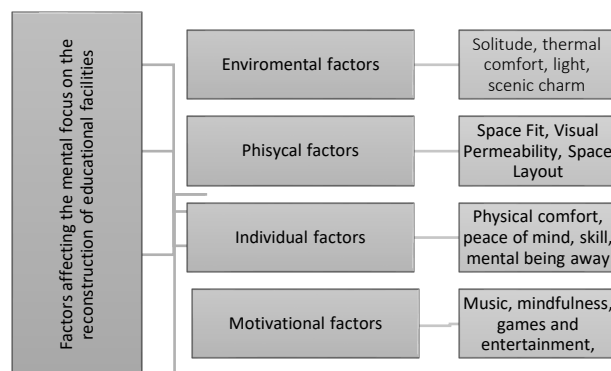 Factors affecting the mental focus on the
reconstruction of educational facilities
Enviromental factors
Solitude, thermal
comfort, light,
scenic charm
Phisycal factors
Space Fit, Visual
Permeability, Space
Layout
Individual factors
Physical comfort,
peace of mind, skill,
mental being away
Motivational factors
Music, mindfulness,
games and
entertainment,